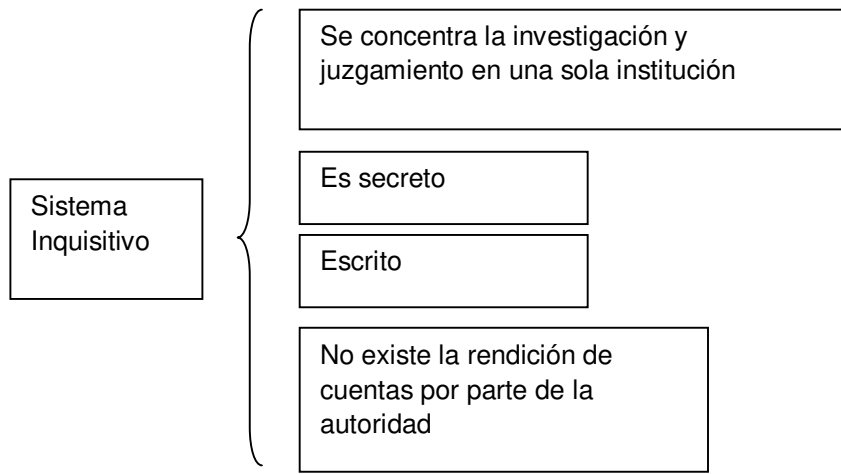 Sistema
Inquisitivo
Se concentra la investigación y
juzgamiento en una sola institución
Es secreto
Escrito
No existe la rendición de
cuentas por parte de la
autoridad